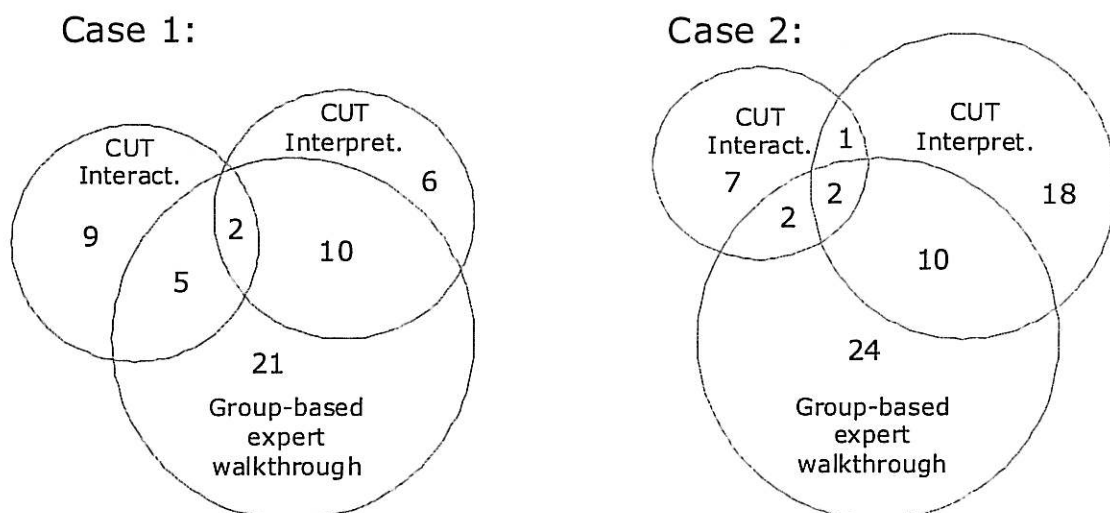 Case 1:
CUT
Interact.
CUT
Interpret.
9
5
2
6
10
21
Group-based
expert
walkthrough
Case 2:
CUT
Interact.
CUT
Interpret.
7
1
2
2
18
10
24
Group-based
expert
walkthrough